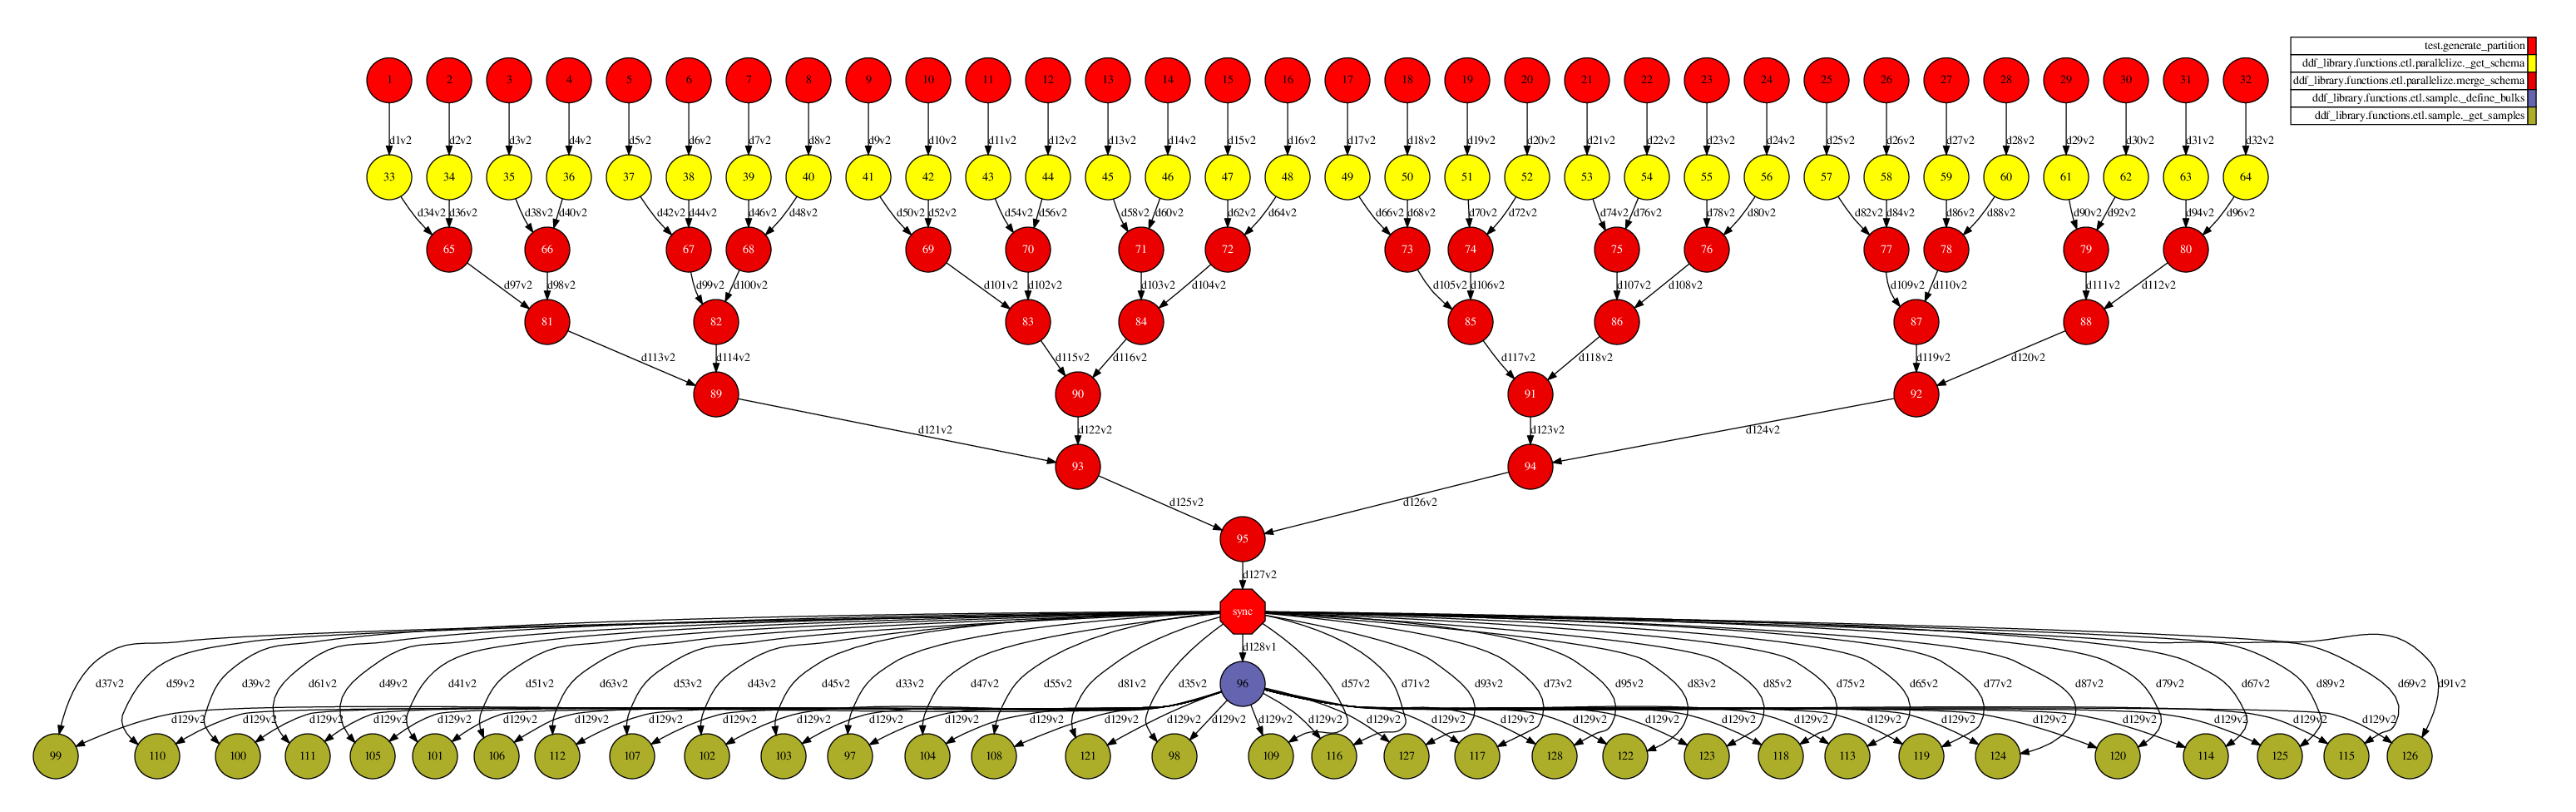 test.generate_partition
ddf_library.functions.etl.parallelize._get_schema
ddf_library.functions.etl.parallelize.merge_schema
ddf_library.functions.etl.sample._define_bulks
ddf_library.functions.etl.sample._get_samples
1 2 3 4 5 6 7 8 9 10 11 12 13 14 15 16 17 18 19 20 21 22 23 24 25 26 27 28 29 30 31 32
d1v2 d2v2 d3v2 d4v2 d5v2 d6v2 d7v2 d8v2 d9v2 d10v2 d11v2 d12v2 d13v2 d14v2 d15v2 d16v2 d17v2 d18v2 d19v2 d20v2 d21v2 d22v2 d23v2 d24v2 d25v2 d26v2 d27v2 d28v2 d29v2 d30v2 d31v2 d32v2
33 34 35 36 37 38 39 40 41 42 43 44 45 46 47 48 49 50 51 52 53 54 55 56 57 58 59 60 61 62 63 64
d34v2 d36v2 d38v2 d40v2 d42v2 d44v2 d46v2 d48v2 d50v2 d52v2 d54v2 d56v2 d58v2 d60v2 d62v2 d64v2 d66v2 d68v2 d70v2 d72v2 d74v2 d76v2 d78v2 d80v2 d82v2 d84v2 d86v2 d88v2 d90v2 d92v2 d94v2 d96v2
65 66 67 68 69 70 71 72 73 74 75 76 77 78 79 80
d97v2 d98v2 d99v2 d100v2 d101v2 d102v2 d103v2 d104v2 d105v2 d106v2 d107v2 d108v2 d109v2 d110v2 d111v2 d112v2
81 82 83 84 85 86 87 88
d113v2 d114v2 d115v2 d116v2 d117v2 d118v2 d119v2 d120v2
89 90 91 92
d121v2 d122v2 d123v2 d124v2
93 94
d125v2 d126v2
95
d127v2
sync
d128v1
d37v2 d59v2 d39v2 d61v2 d49v2 d41v2 d51v2 d63v2 d53v2 d43v2 d45v2 d33v2 d47v2 d55v2 d81v2 d35v2 96 d57v2 d71v2 d93v2 d73v2 d95v2 d83v2 d85v2 d75v2 d65v2 d77v2 d87v2 d79v2 d67v2 d89v2 d69v2 d91v2
d129v2 d129v2 d129v2 d129v2 d129v2 d129v2 d129v2 d129v2 d129v2 d129v2 d129v2 d129v2 d129v2 d129v2 d129v2 d129v2 d129v2 d129v2 d129v2 d129v2 d129v2 d129v2 d129v2 d129v2 d129v2 d129v2 d129v2 d129v2 d129v2 d129v2 d129v2 d129v2
99 110 100 111 105 101 106 112 107 102 103 97 104 108 121 98 109 116 127 117 128 122 123 118 113 119 124 120 114 125 115 126